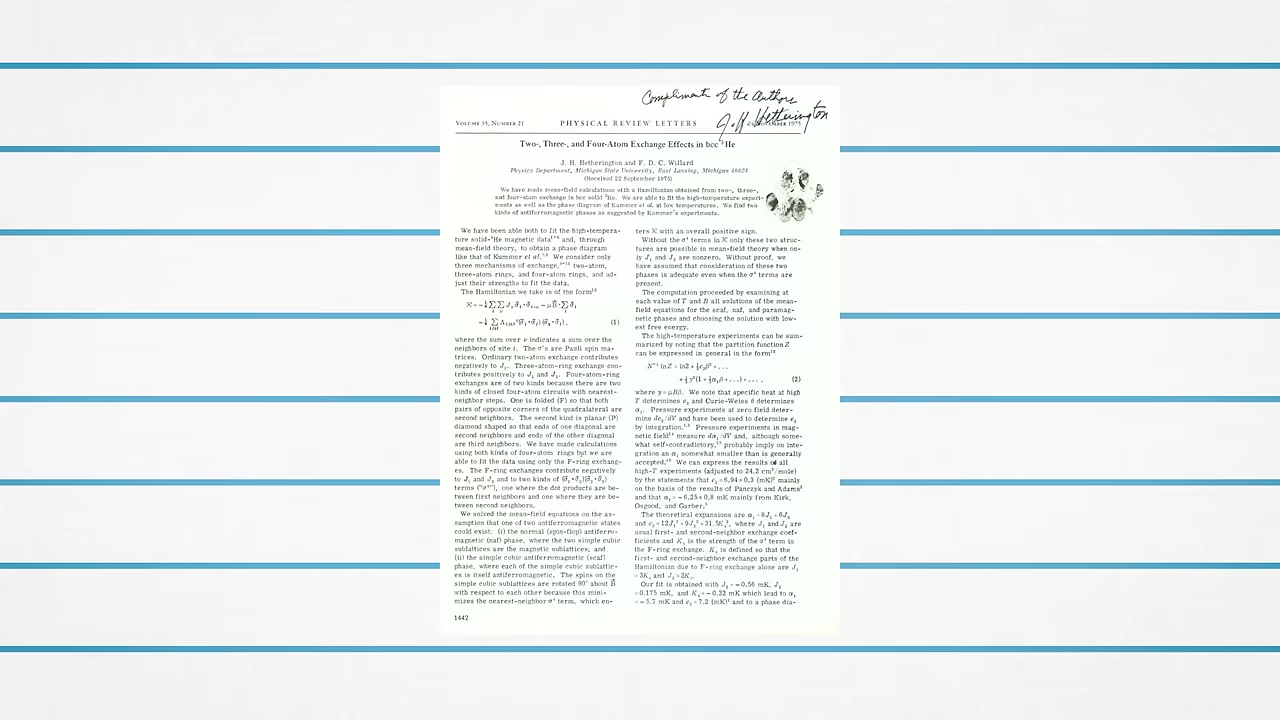 Compliments of the Authors
J. H. Hetherington
VOLUME 35, NUMBER 21 PHYSICAL REVIEW LETTERS 24 NOVEMBER 1975
Two-, Three-, and Four-Atom Exchange Effects in bcc ³He
J. H. Hetherington and F. D. C. Willard
Physics Department, Michigan State University, East Lansing, Michigan 48824
(Received 22 September 1975)
We have made mean-field calculations with a Hamiltonian obtained from two-, three-,
and four-atom exchange in bcc solid ³He. We are able to fit the high-temperature experi-
ments as well as the phase diagram of Kummer et al. at low temperatures. We find two
kinds of antiferromagnetic phases as suggested by Kummer's experiments.
We have been able both to fit the high-tempera-
ture solid-³He magnetic data and, through
mean-field theory, to obtain a phase diagram
like that of Kummer et al. We consider only
three mechanisms of exchange, two-atom,
three-atom rings, and four-atom rings, and ad-
just their strengths to fit the data.
The Hamiltonian we take is of the form
(1)
where the sum over ν indicates a sum over the
neighbors of site i. The σ's are Pauli spin ma-
trices. Ordinary two-atom exchange contributes
negatively to J₁. Three-atom-ring exchange con-
tributes positively to J₁ and J₂. Four-atom-ring
exchanges are of two kinds because there are two
kinds of closed four-atom circuits with nearest-
neighbor steps. One is folded (F) so that both
pairs of opposite corners of the quadralateral are
second neighbors. The second kind is planar (P)
diamond shaped so that ends of one diagonal are
second neighbors and ends of the other diagonal
are third neighbors. We have made calculations
using both kinds of four-atom rings but we are
able to fit the data using only the F-ring exchang-
es. The F-ring exchanges contribute negatively
to J₁ and J₂ and to two kinds of
terms ("σ⁴"), one where the dot products are be-
tween first neighbors and one where they are be-
tween second neighbors.
We solved the mean-field equations on the as-
sumption that one of two antiferromagnetic states
could exist: (i) the normal (spin-flop) antiferro-
magnetic (naf) phase, where the two simple cubic
sublattices are the magnetic sublattices; and
(ii) the simple cubic antiferromagnetic (scaf)
phase, where each of the simple cubic sublattic-
es is itself antiferromagnetic. The spins on the
simple cubic sublattices are rotated 90° about B
with respect to each other because this mini-
mizes the nearest-neighbor σ⁴ term, which en-
1442
ters ℋ with an overall positive sign.
Without the σ⁴ terms in ℋ only these two struc-
tures are possible in mean-field theory when on-
ly J₁ and J₂ are nonzero. Without proof, we
have assumed that consideration of these two
phases is adequate even when the σ⁴ terms are
present.
The computation proceeded by examining at
each value of T and B all solutions of the mean-
field equations for the scaf, naf, and paramag-
netic phases and choosing the solution with low-
est free energy.
The high-temperature experiments can be sum-
marized by noting that the partition function Z
can be expressed in general in the form
(2)
where y = μBβ. We note that specific heat at high
T determines e₂ and Curie-Weiss θ determines
α₁. Pressure experiments at zero field deter-
mine de₂/dV and have been used to determine e₂
by integration. Pressure experiments in mag-
netic field measure dα₁/dV and, although some-
what self-contradictory, probably imply on inte-
gration an α₁ somewhat smaller than is generally
accepted. We can express the results of all
high-T experiments (adjusted to 24.2 cm³/mole)
by the statements that e₂ = 6.94 ± 0.3 (mK)² mainly
on the basis of the results of Panczyk and Adams
and that α₁ = − 6.25 ± 0.8 mK mainly from Kirk,
Osgood, and Garber.
The theoretical expansions are α₁ = 8J₁ + 6J₂
and e₂ = 12J₁² + 9J₂² + 31.5K₁², where J₁ and J₂ are
usual first- and second-neighbor exchange coef-
ficients and K₁ is the strength of the σ⁴ term in
the F-ring exchange. K₁ is defined so that the
first- and second-neighbor exchange parts of the
Hamiltonian due to F-ring exchange alone are J₁
= 3K₁ and J₂ = 2K₁.
Our fit is obtained with J₁ = − 0.56 mK, J₂
= 0.175 mK, and K₁ = − 0.32 mK which lead to α₁
= − 5.7 mK and e₂ = 7.2 (mK)² and to a phase dia-